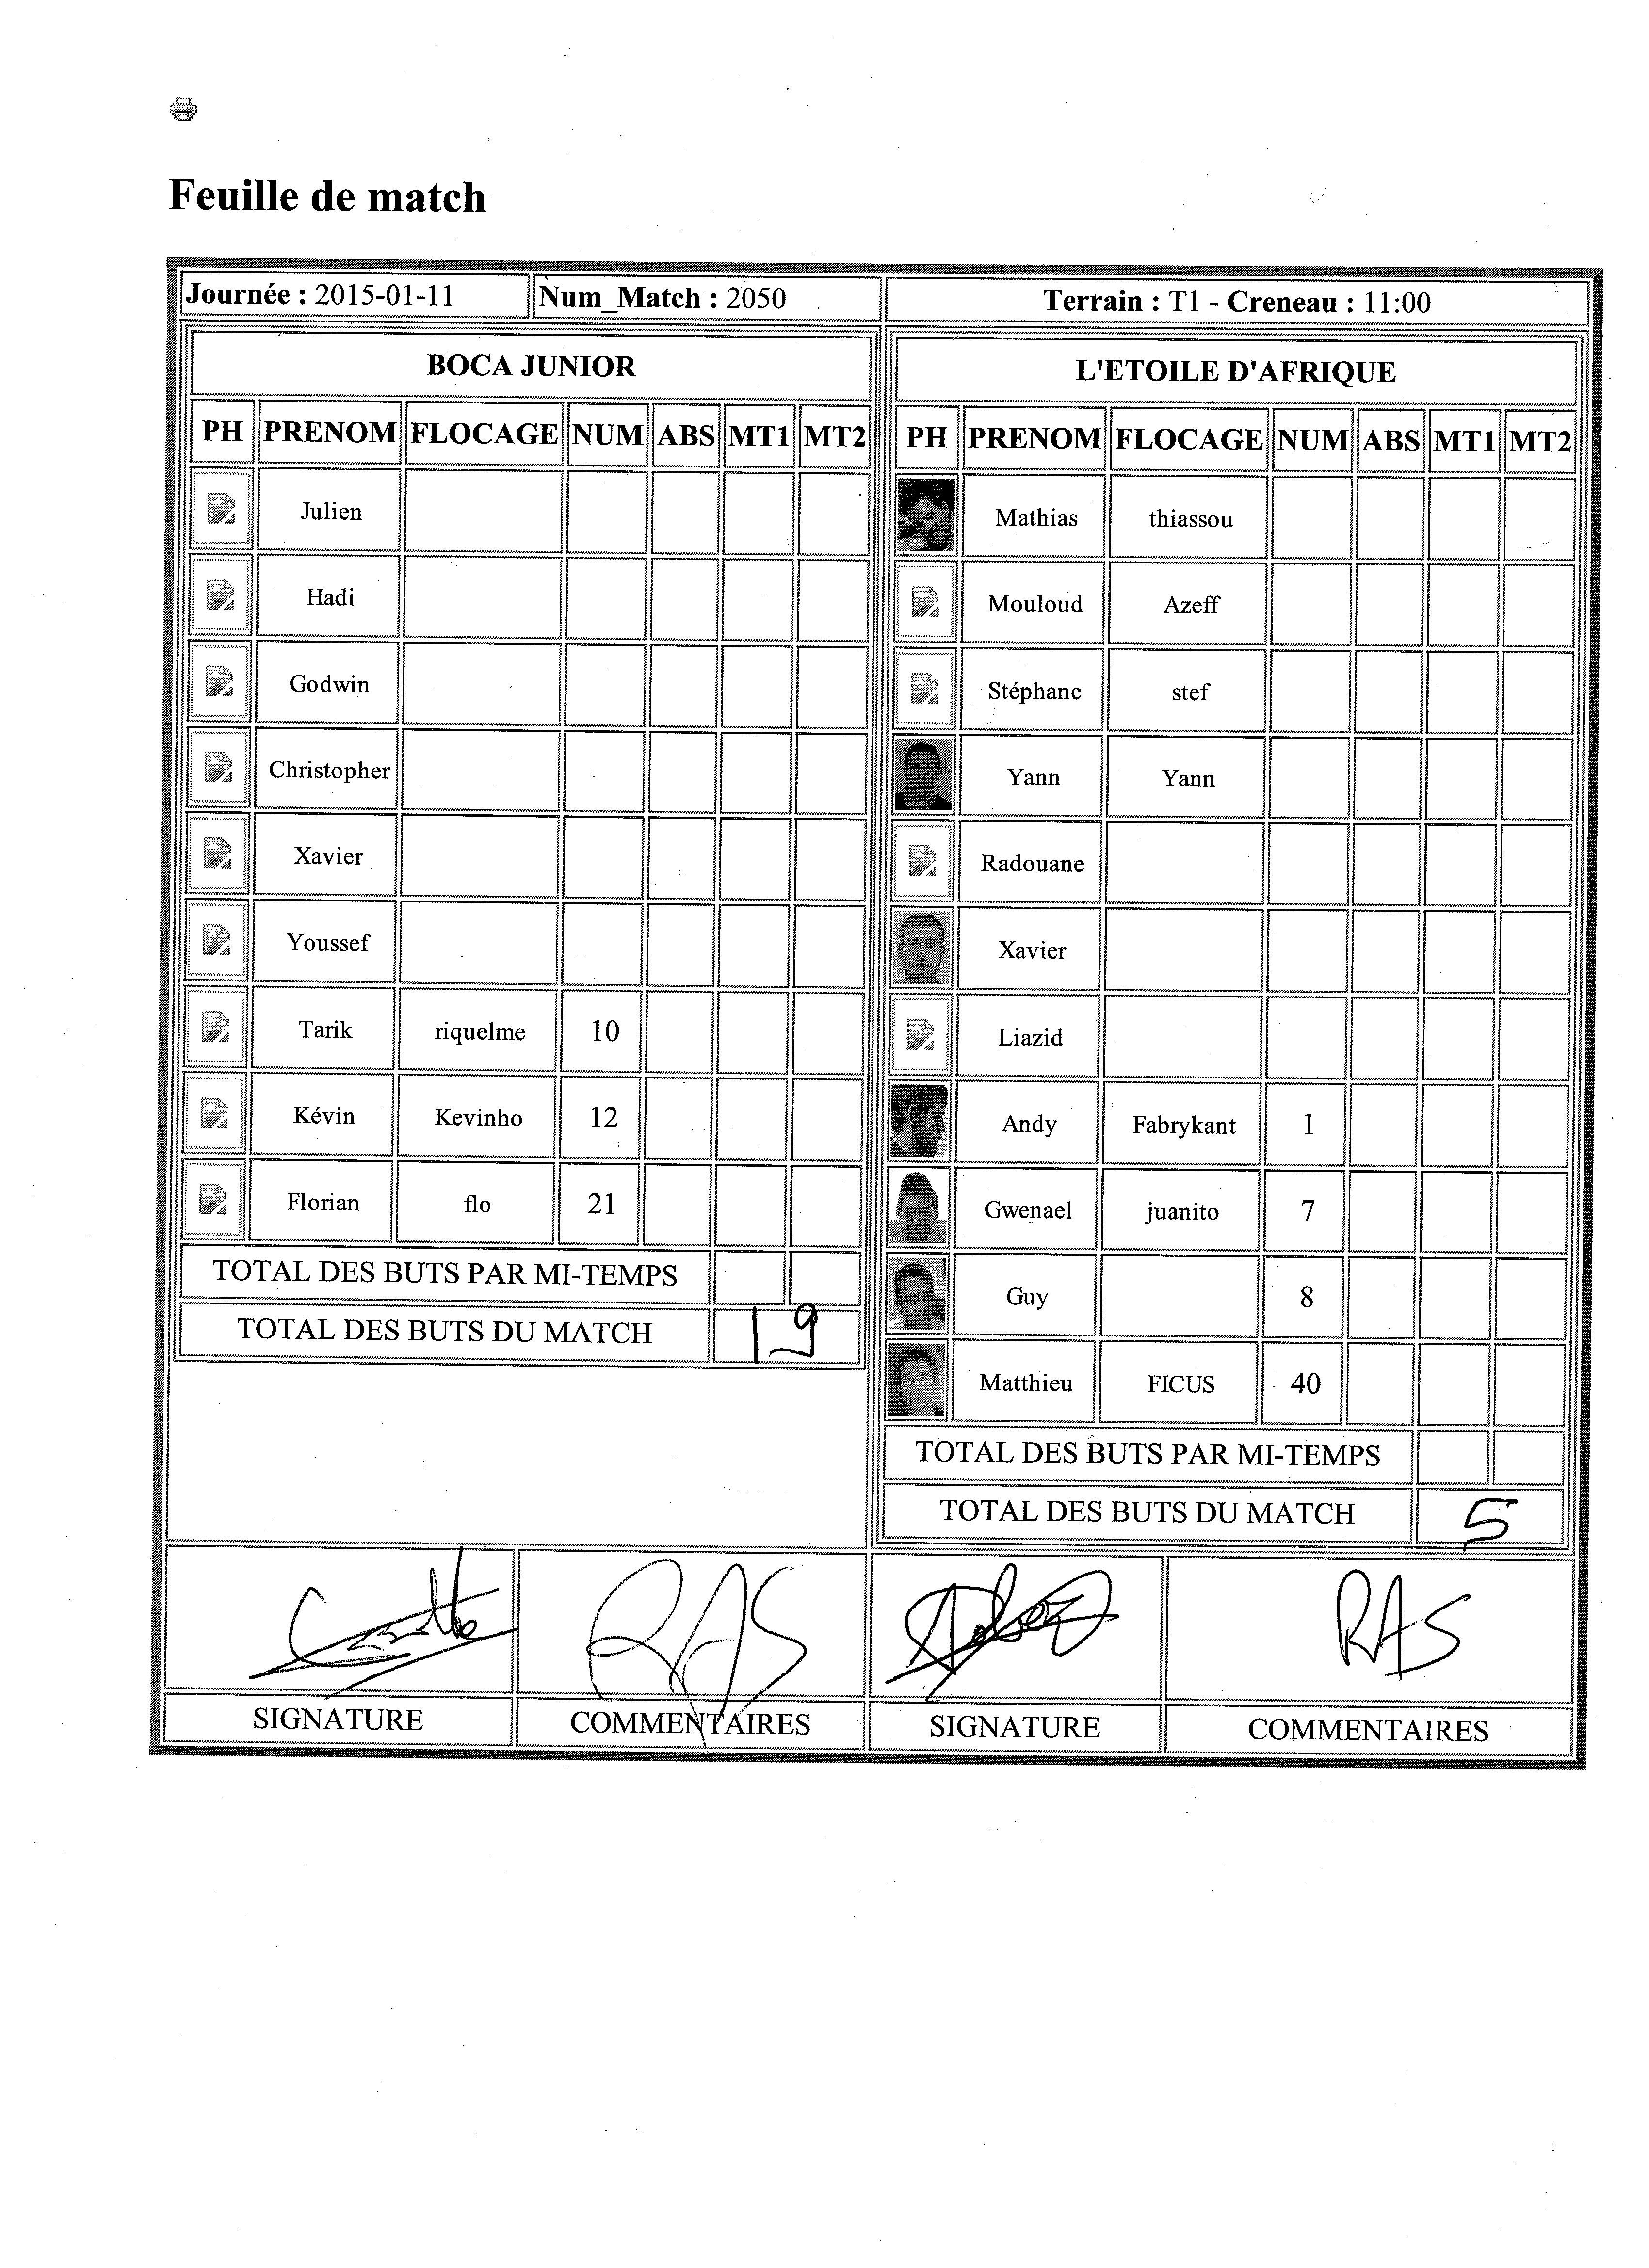 Feuille de match
Journée : 2015-01-11 Num_Match : 2050 Terrain : T1 - Creneau : 11:00
BOCA JUNIOR
PH PRENOM FLOCAGE NUM ABS MT1 MT2
Julien
Hadi
Godwin
Christopher
Xavier
Youssef
Tarik riquelme 10
Kévin Kevinho 12
Florian flo 21
TOTAL DES BUTS PAR MI-TEMPS
TOTAL DES BUTS DU MATCH 19
L'ETOILE D'AFRIQUE
PH PRENOM FLOCAGE NUM ABS MT1 MT2
Mathias thiassou
Mouloud Azeff
Stéphane stef
Yann Yann
Radouane
Xavier
Liazid
Andy Fabrykant 1
Gwenael juanito 7
Guy 8
Matthieu FICUS 40
TOTAL DES BUTS PAR MI-TEMPS
TOTAL DES BUTS DU MATCH 5
RAS RAS
SIGNATURE COMMENTAIRES SIGNATURE COMMENTAIRES